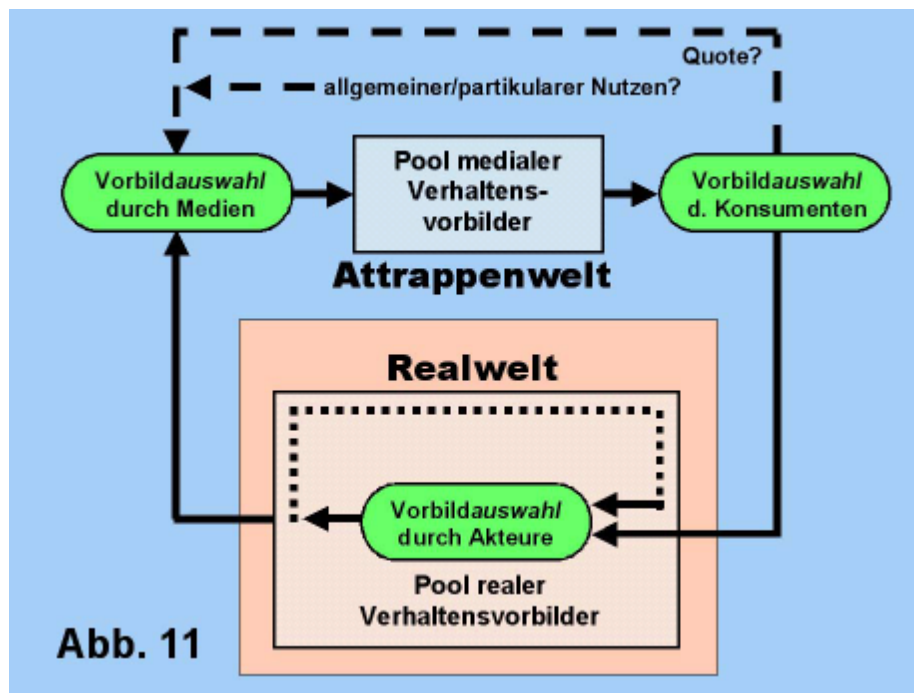 Quote?
allgemeiner/partikularer Nutzen?
Vorbildauswahl
durch Medien
Pool medialer
Verhaltens-
vorbilder
Vorbildauswahl
d. Konsumenten
Attrappenwelt
Realwelt
Vorbildauswahl
durch Akteure
Pool realer
Verhaltensvorbilder
Abb. 11